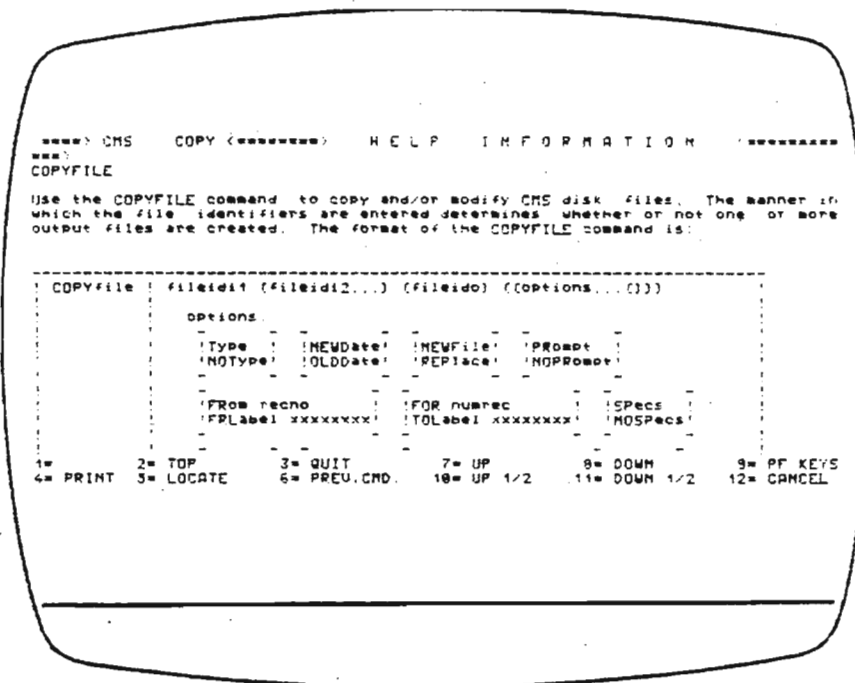 ====> CMS COPY <========> H E L P I N F O R M A T I O N <=========
===>
COPYFILE
Use the COPYFILE command to copy and/or modify CMS disk files. The manner in
which the file identifiers are entered determines whether or not one or more
output files are created. The format of the COPYFILE command is:
COPYfile fileidi1 (fileidi2...) (fileido) ((options...()))
options:
Type NEWDate NEWFile PRompt
NOType OLDDate REPlace NOPRompt
FRom recno FOR numrec SPecs
FRLabel xxxxxxxx TOLabel xxxxxxxx NOSPecs
1= 2= TOP 3= QUIT 7= UP 8= DOWN 9= PF KEYS
4= PRINT 5= LOCATE 6= PREV.CMD. 10= UP 1/2 11= DOWN 1/2 12= CANCEL